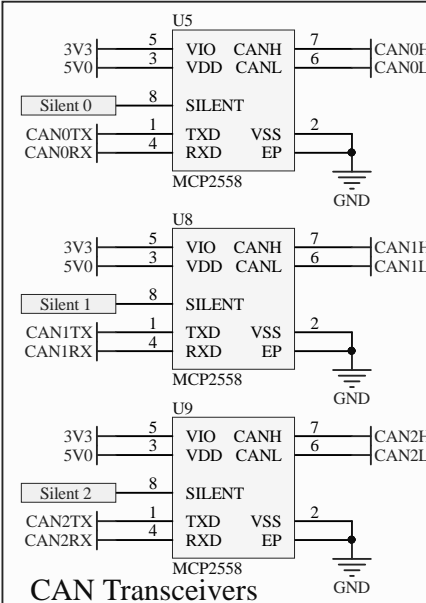 U5
3V3 5 VIO CANH 7 CAN0H
5V0 3 VDD CANL 6 CAN0L
Silent 0 8 SILENT
CAN0TX 1 TXD VSS 2
CAN0RX 4 RXD EP
MCP2558
GND
U8
3V3 5 VIO CANH 7 CAN1H
5V0 3 VDD CANL 6 CAN1L
Silent 1 8 SILENT
CAN1TX 1 TXD VSS 2
CAN1RX 4 RXD EP
MCP2558
GND
U9
3V3 5 VIO CANH 7 CAN2H
5V0 3 VDD CANL 6 CAN2L
Silent 2 8 SILENT
CAN2TX 1 TXD VSS 2
CAN2RX 4 RXD EP
MCP2558
GND
CAN Transceivers